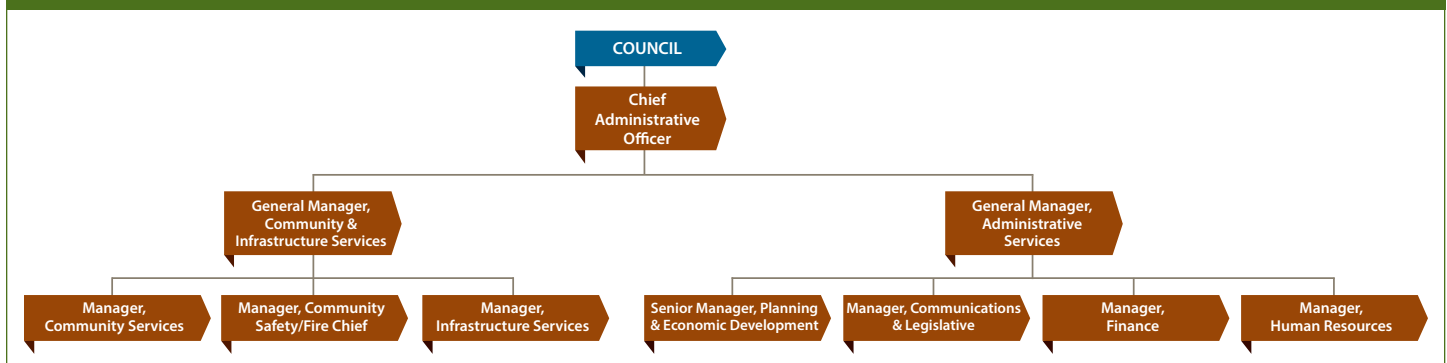 COUNCIL
Chief
Administrative
Officer
General Manager,
Community &
Infrastructure Services
General Manager,
Administrative
Services
Manager,
Community Services
Manager, Community
Safety/Fire Chief
Manager,
Infrastructure Services
Senior Manager, Planning
& Economic Development
Manager, Communications
& Legislative
Manager,
Finance
Manager,
Human Resources